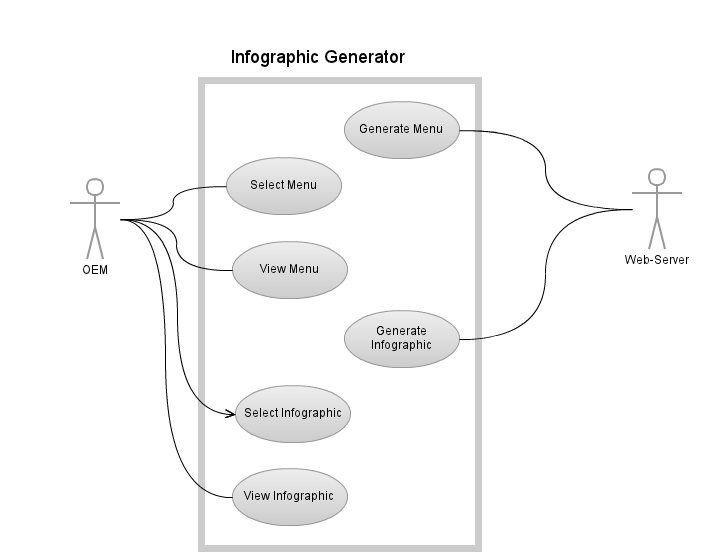 Infographic Generator
Generate Menu
Select Menu
View Menu
OEM
Web-Server
Generate
Infographic
Select Infographic
View Infographic